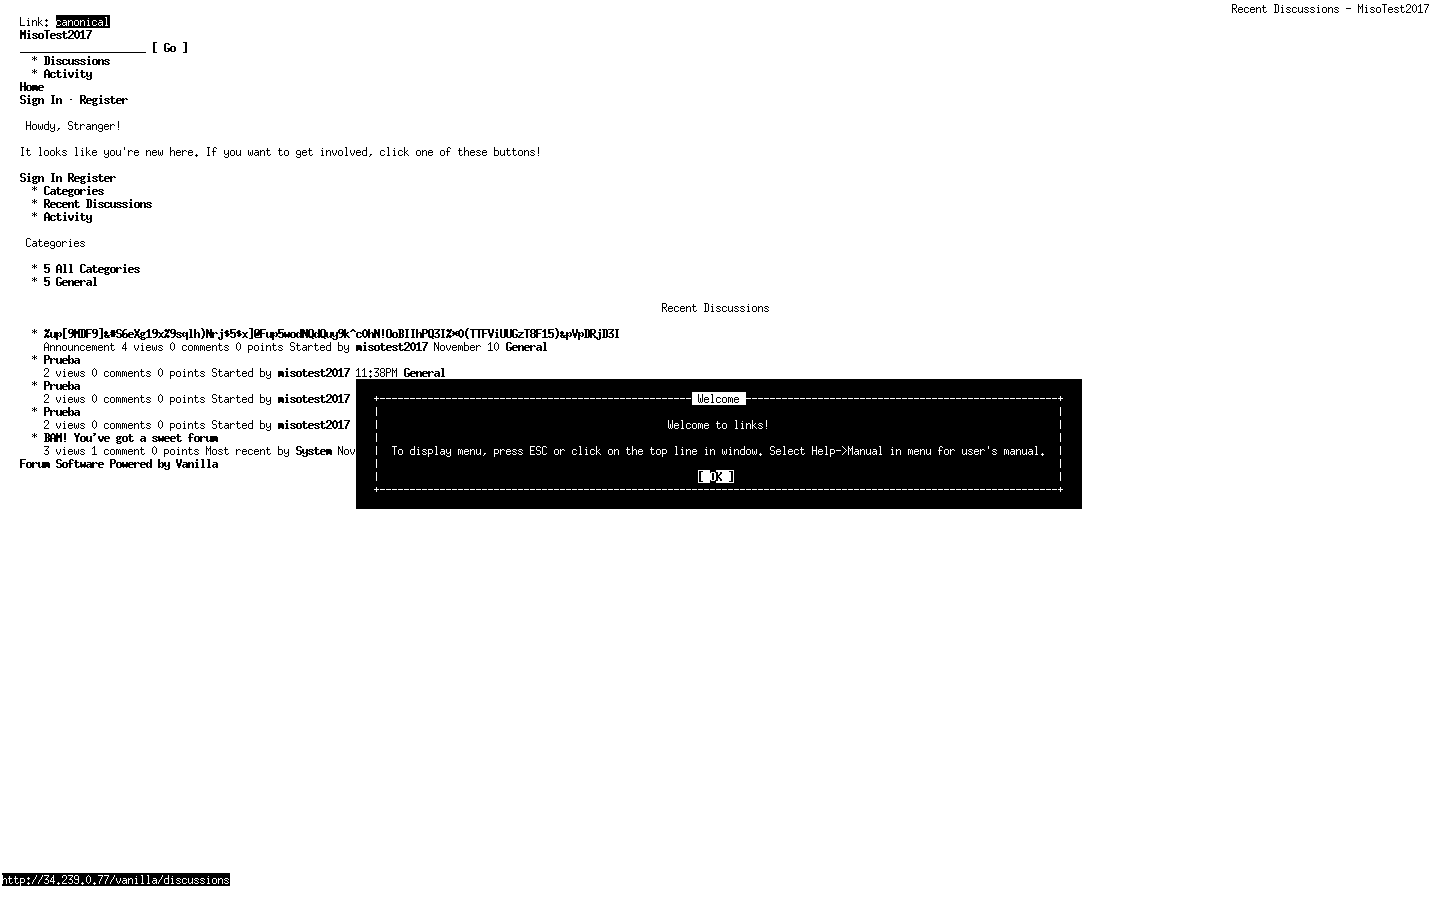 Recent Discussions - MisoTest2017
Link: canonical
MisoTest2017
_____________________ [ Go ]
* Discussions
* Activity
Home
Sign In · Register
Howdy, Stranger!
It looks like you're new here. If you want to get involved, click one of these buttons!
Sign In Register
* Categories
* Recent Discussions
* Activity
Categories
* 5 All Categories
* 5 General
Recent Discussions
* %up[9MDF9]&#S6eXg19x%9sqlh)Nrj$5$x]@Fup5wodNQdQuy9k^cOhN!OoBIIhPQ3I%*O(TTFViUUGzT8F15)&pVpDRjD3I
Announcement 4 views 0 comments 0 points Started by misotest2017 November 10 General
* Prueba
2 views 0 comments 0 points Started by misotest2017 11:38PM General
* Prueba
2 views 0 comments 0 points Started by misotest2017
* Prueba
2 views 0 comments 0 points Started by misotest2017
* BAM! You've got a sweet forum
3 views 1 comment 0 points Most recent by System Nov
Forum Software Powered by Vanilla
Welcome
Welcome to links!
To display menu, press ESC or click on the top line in window. Select Help->Manual in menu for user's manual.
[ OK ]
http://34.239.0.77/vanilla/discussions